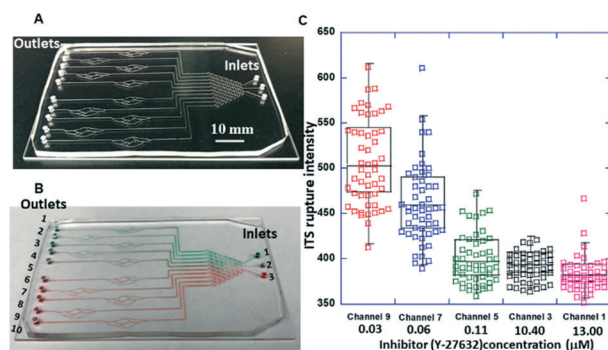 A
Outlets
Inlets
10 mm
B
Outlets
Inlets
1
2
3
4
5
6
7
8
9
10
1
2
3
C
650
600
550
500
450
400
350
ITS rupture intensity
Channel 9 Channel 7 Channel 5 Channel 3 Channel 1
0.03 0.06 0.11 10.40 13.00
Inhibitor (Y-27632)concentration (μM)